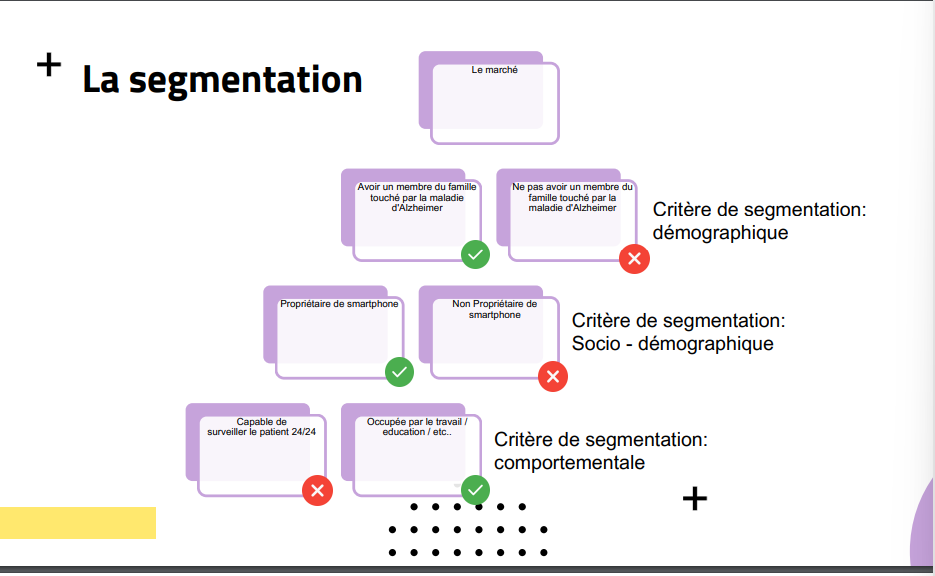 La segmentation
Le marché
Avoir un membre du famille
touché par la maladie
d'Alzheimer
Ne pas avoir un membre du
famille touché par la
maladie d'Alzheimer
Critère de segmentation:
démographique
Propriétaire de smartphone
Non Propriétaire de
smartphone
Critère de segmentation:
Socio - démographique
Capable de
surveiller le patient 24/24
Occupée par le travail /
education / etc..
Critère de segmentation:
comportementale